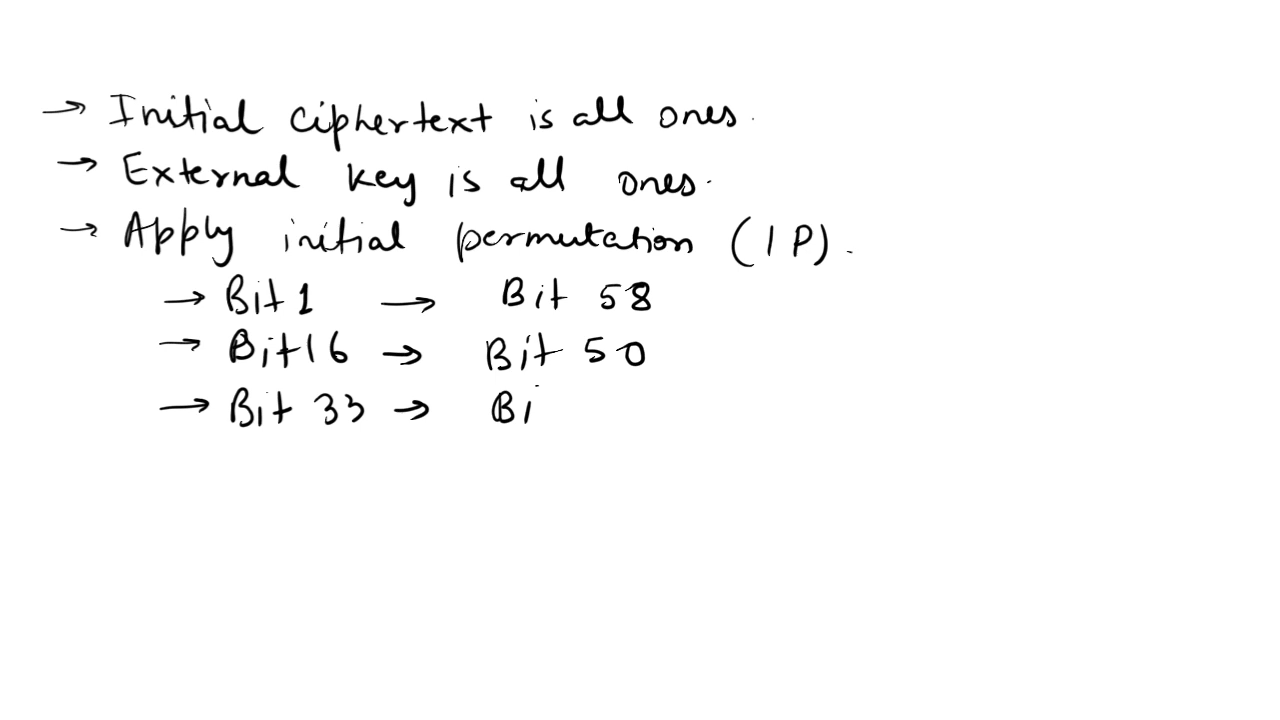 → Initial ciphertext is all ones.
→ External key is all ones.
→ Apply initial permutation (IP).
→ Bit 1 → Bit 58
→ Bit 16 → Bit 50
→ Bit 33 → Bi